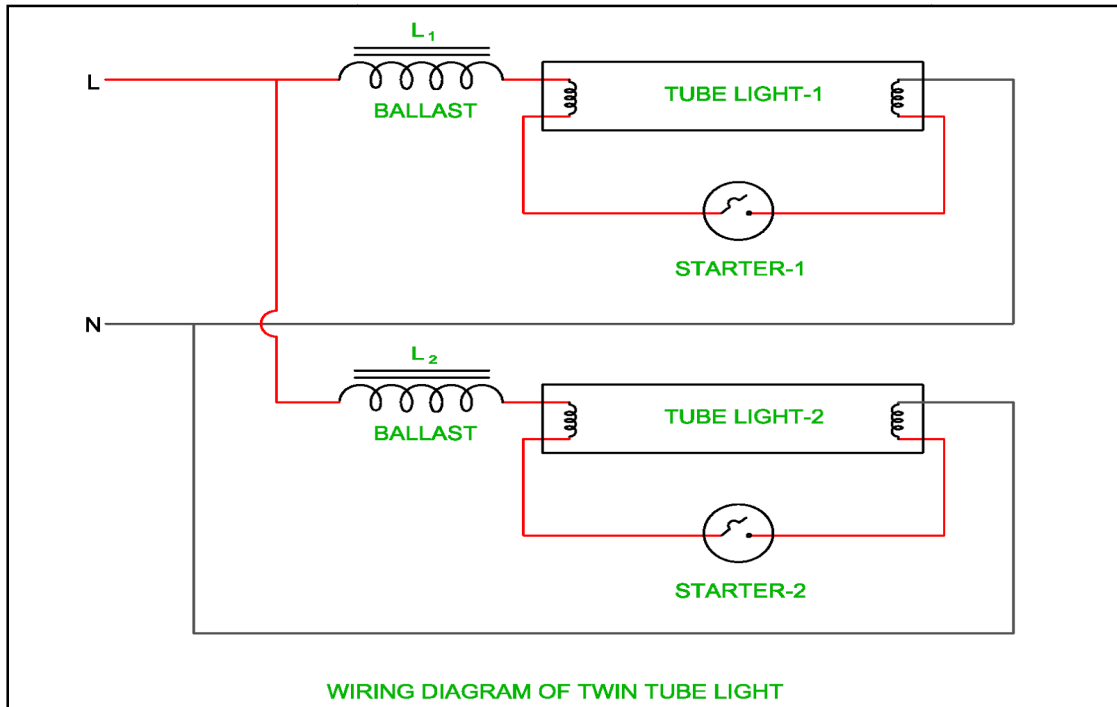 L₁
L
BALLAST
TUBE LIGHT-1
STARTER-1
N
L₂
BALLAST
TUBE LIGHT-2
STARTER-2
WIRING DIAGRAM OF TWIN TUBE LIGHT